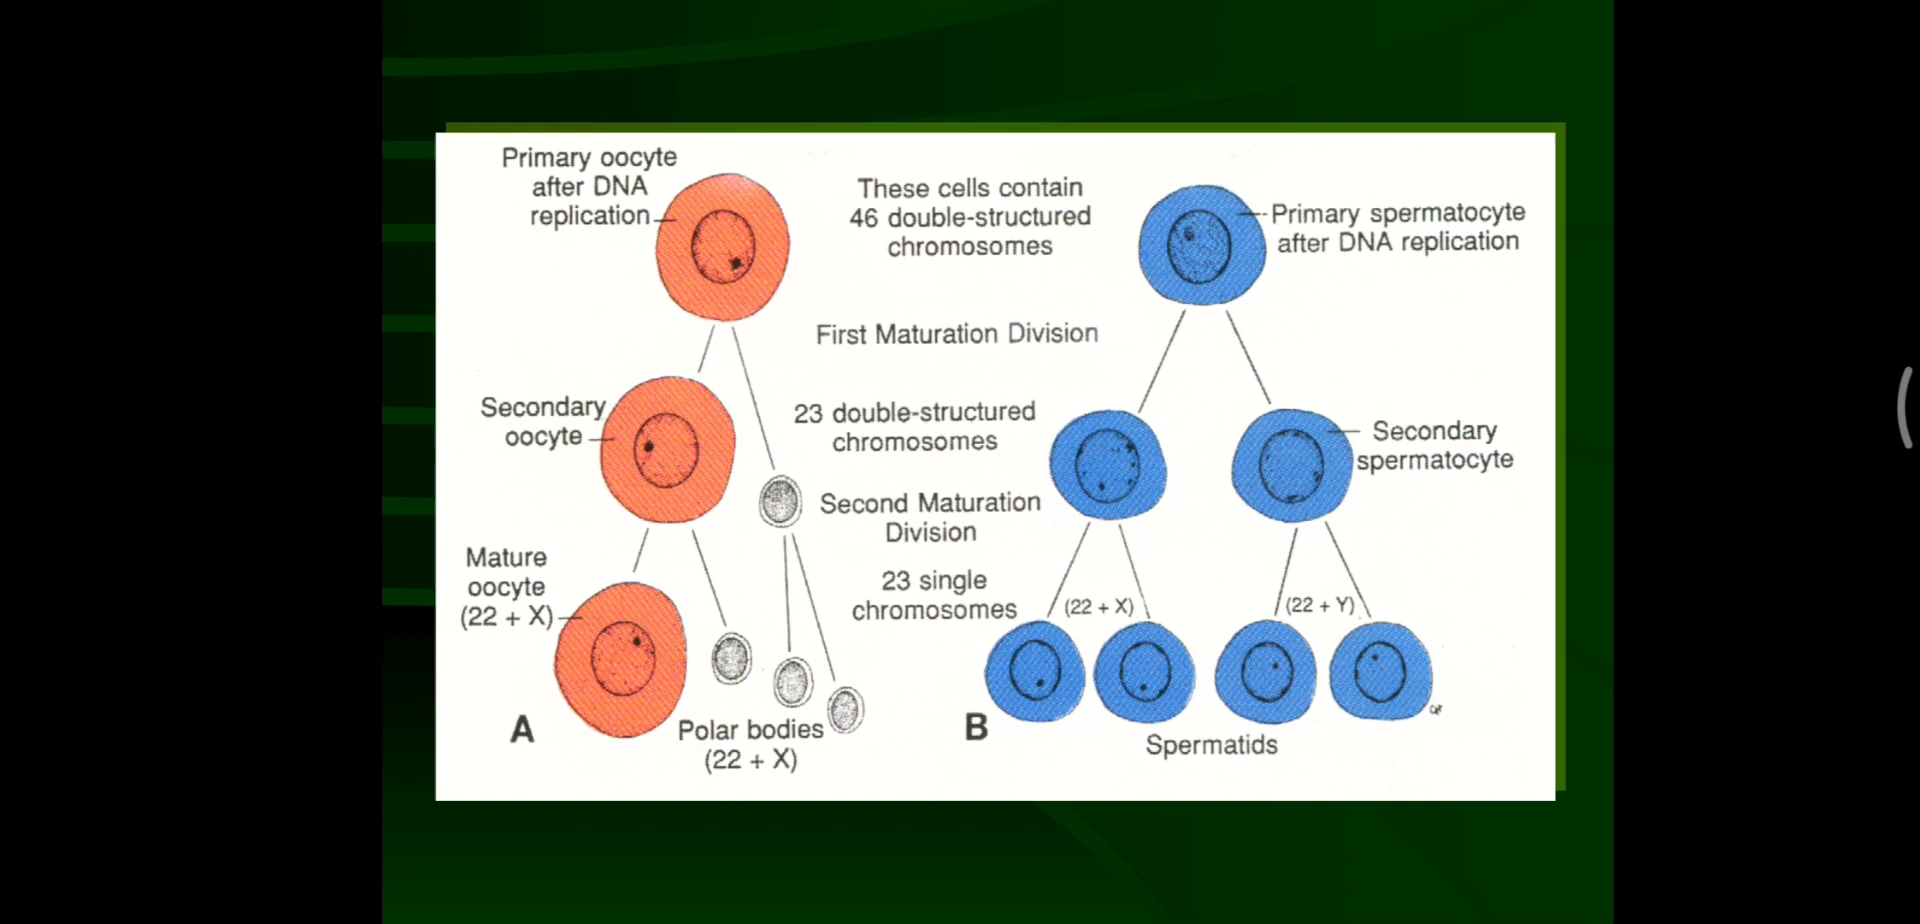 Primary oocyte
after DNA
replication
These cells contain
46 double-structured
chromosomes
Primary spermatocyte
after DNA replication
First Maturation Division
Secondary
oocyte
23 double-structured
chromosomes
Secondary
spermatocyte
Second Maturation
Division
Mature
oocyte
(22 + X)
23 single
chromosomes
(22 + X)
(22 + Y)
A
Polar bodies
(22 + X)
B
Spermatids